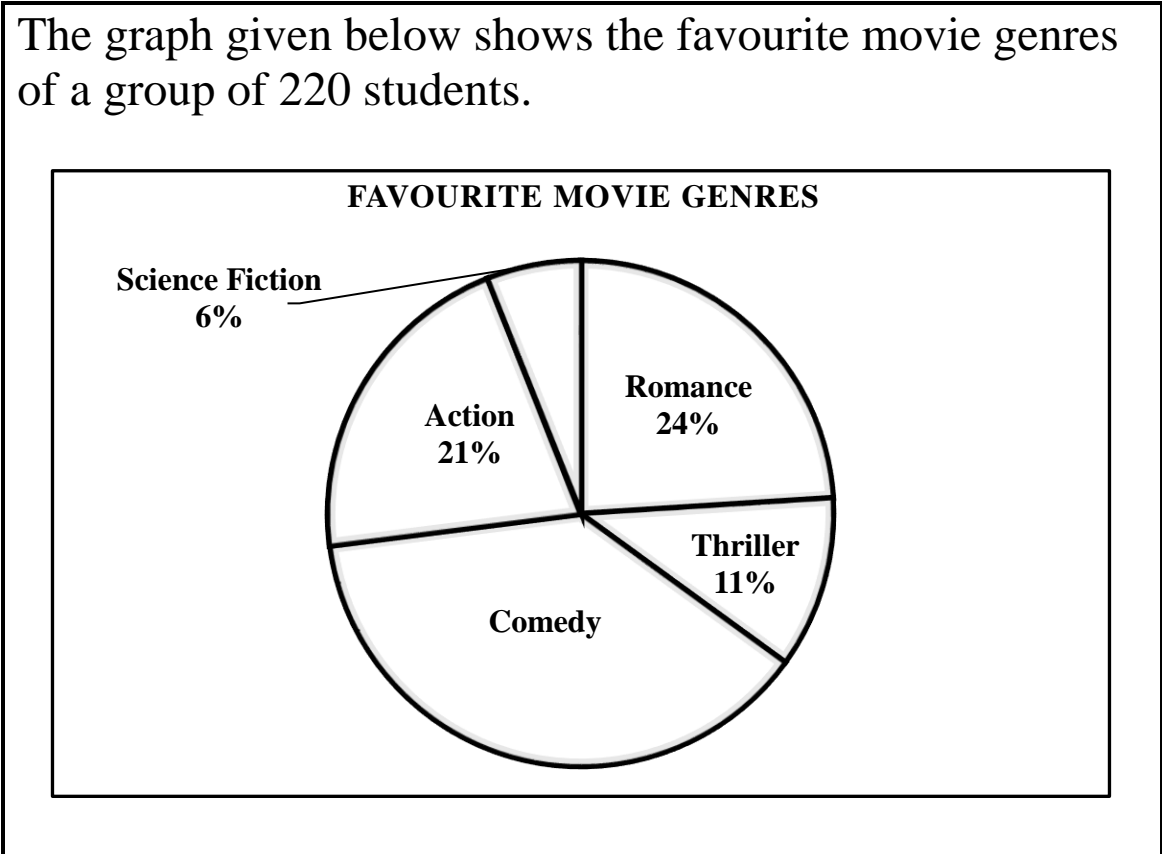 The graph given below shows the favourite movie genres
of a group of 220 students.
FAVOURITE MOVIE GENRES
Science Fiction
6%
Romance
24%
Action
21%
Thriller
11%
Comedy